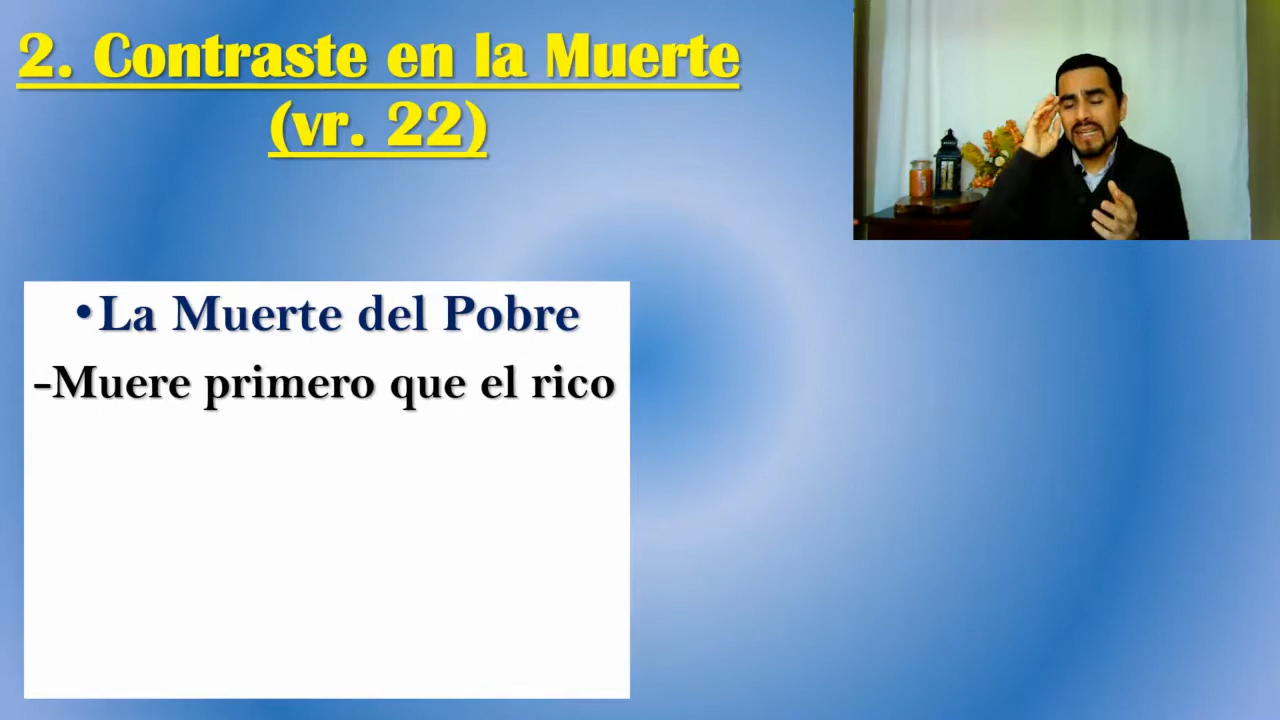 2. Contraste en la Muerte
(vr. 22)
•La Muerte del Pobre
-Muere primero que el rico